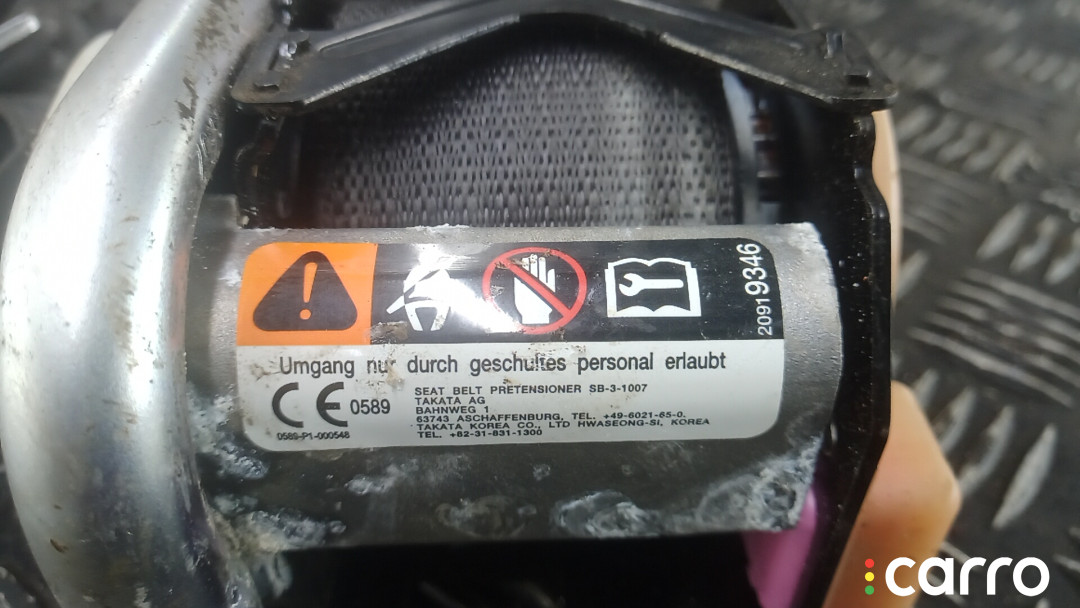 20919346
Umgang nur durch geschultes personal erlaubt
CE 0589
0589-P1-000548
SEAT BELT PRETENSIONER SB-3-1007
TAKATA AG
BAHNWEG 1
63743 ASCHAFFENBURG, TEL. +49-6021-65-0.
TAKATA KOREA CO., LTD HWASEONG-SI, KOREA
TEL. +82-31-831-1300
carro